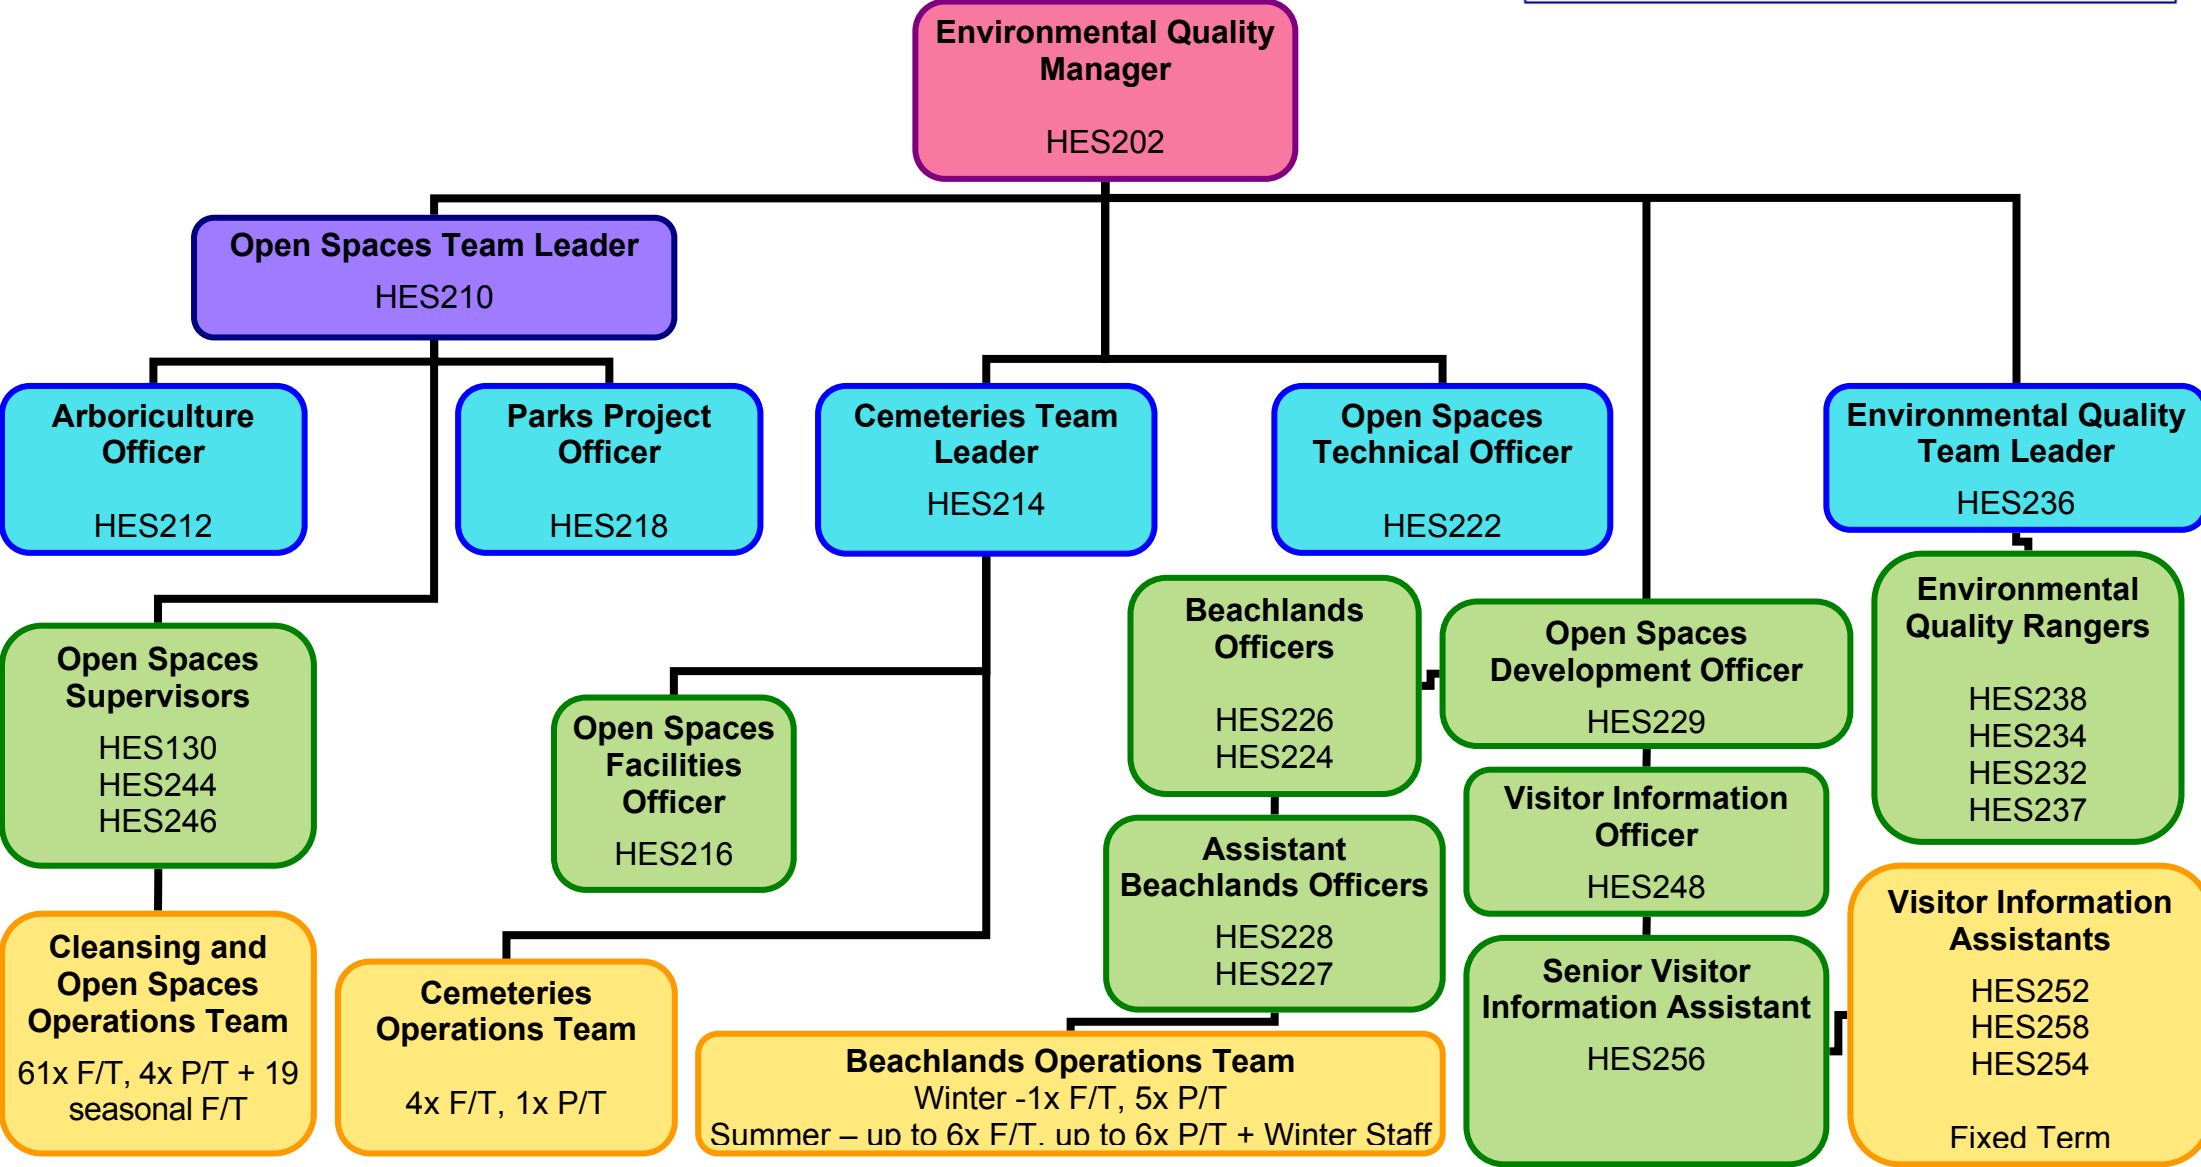 Environmental Quality
Manager
HES202
Open Spaces Team Leader
HES210
Arboriculture
Officer
HES212
Parks Project
Officer
HES218
Cemeteries Team
Leader
HES214
Open Spaces
Technical Officer
HES222
Environmental Quality
Team Leader
HES236
Open Spaces
Supervisors
HES130
HES244
HES246
Open Spaces
Facilities
Officer
HES216
Beachlands
Officers
HES226
HES224
Open Spaces
Development Officer
HES229
Environmental
Quality Rangers
HES238
HES234
HES232
HES237
Assistant
Beachlands Officers
HES228
HES227
Visitor Information
Officer
HES248
Cleansing and
Open Spaces
Operations Team
61x F/T, 4x P/T + 19
seasonal F/T
Cemeteries
Operations Team
4x F/T, 1x P/T
Beachlands Operations Team
Winter -1x F/T, 5x P/T
Summer – up to 6x F/T, up to 6x P/T + Winter Staff
Senior Visitor
Information Assistant
HES256
Visitor Information
Assistants
HES252
HES258
HES254
Fixed Term